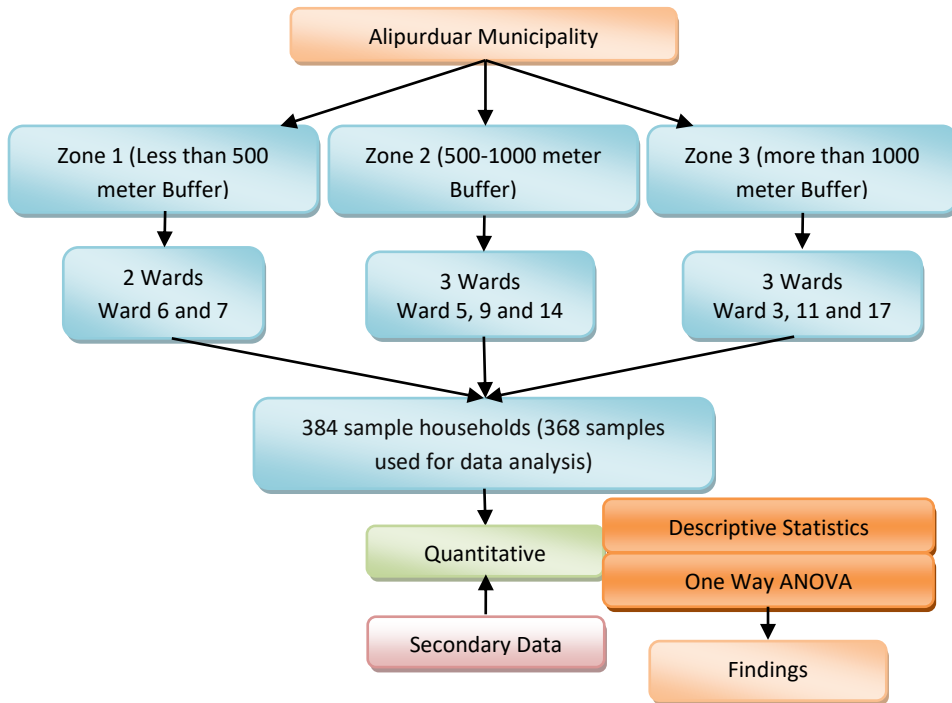 Alipurduar Municipality
Zone 1 (Less than 500
meter Buffer)
Zone 2 (500-1000 meter
Buffer)
Zone 3 (more than 1000
meter Buffer)
2 Wards
Ward 6 and 7
3 Wards
Ward 5, 9 and 14
3 Wards
Ward 3, 11 and 17
384 sample households (368 samples
used for data analysis)
Quantitative
Descriptive Statistics
One Way ANOVA
Secondary Data
Findings